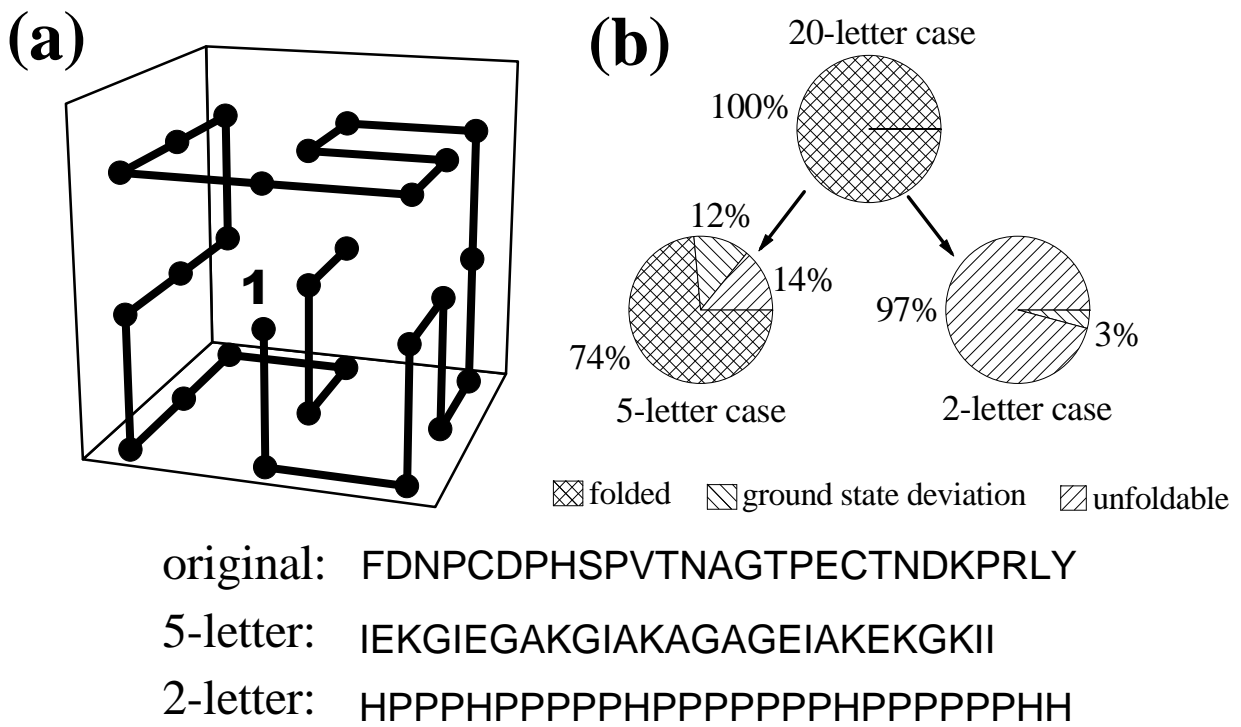 (a)
(b)
20-letter case
100%
12%
14%
74%
5-letter case
97%
3%
2-letter case
1
folded ground state deviation unfoldable
original: FDNPCDPHSPVTNAGTPECTNDKPRLY
5-letter: IEKGIEGAKGIAKAGAGEIAKEKGKII
2-letter: HPPPHPPPPPHPPPPPPPHPPPPPPHH